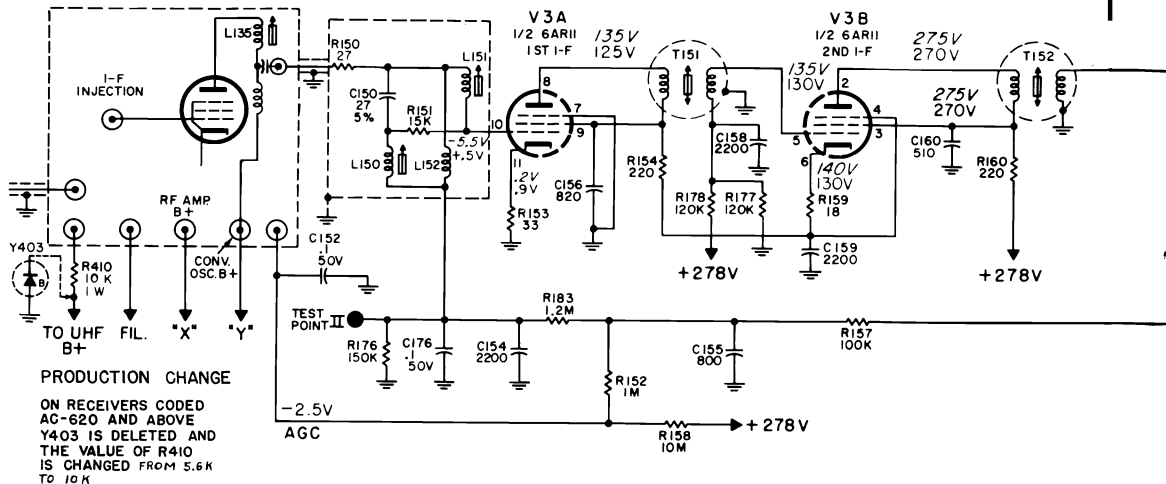 L135
I-F
INJECTION
RF AMP.
B+
CONV.
OSC. B+
Y403
B
R410
10 K
1 W
TO UHF
B+
FIL.
"X"
"Y"
R150
27
C150
27
5%
R151
15K
L151
L150
L152
-5.5V
+.5V
C152
.1
50V
V3A
1/2 6AR11
1ST I-F
135V
125V
8
7
9
10
11
.2V
.9V
R153
33
C156
820
T151
R154
220
C158
2200
R178
120K
R177
120K
+278V
V3B
1/2 6AR11
2ND I-F
135V
130V
2
4
3
5
6
140V
130V
R159
18
C159
2200
275V
270V
275V
270V
C160
510
T152
R160
220
+278V
TEST
POINT II
R176
150K
C176
.1
50V
C154
2200
R183
1.2M
R152
1M
C155
800
R157
100K
-2.5V
AGC
R158
10M
+278V
PRODUCTION CHANGE
ON RECEIVERS CODED
AC-620 AND ABOVE
Y403 IS DELETED AND
THE VALUE OF R410
IS CHANGED FROM 5.6K
TO 10K